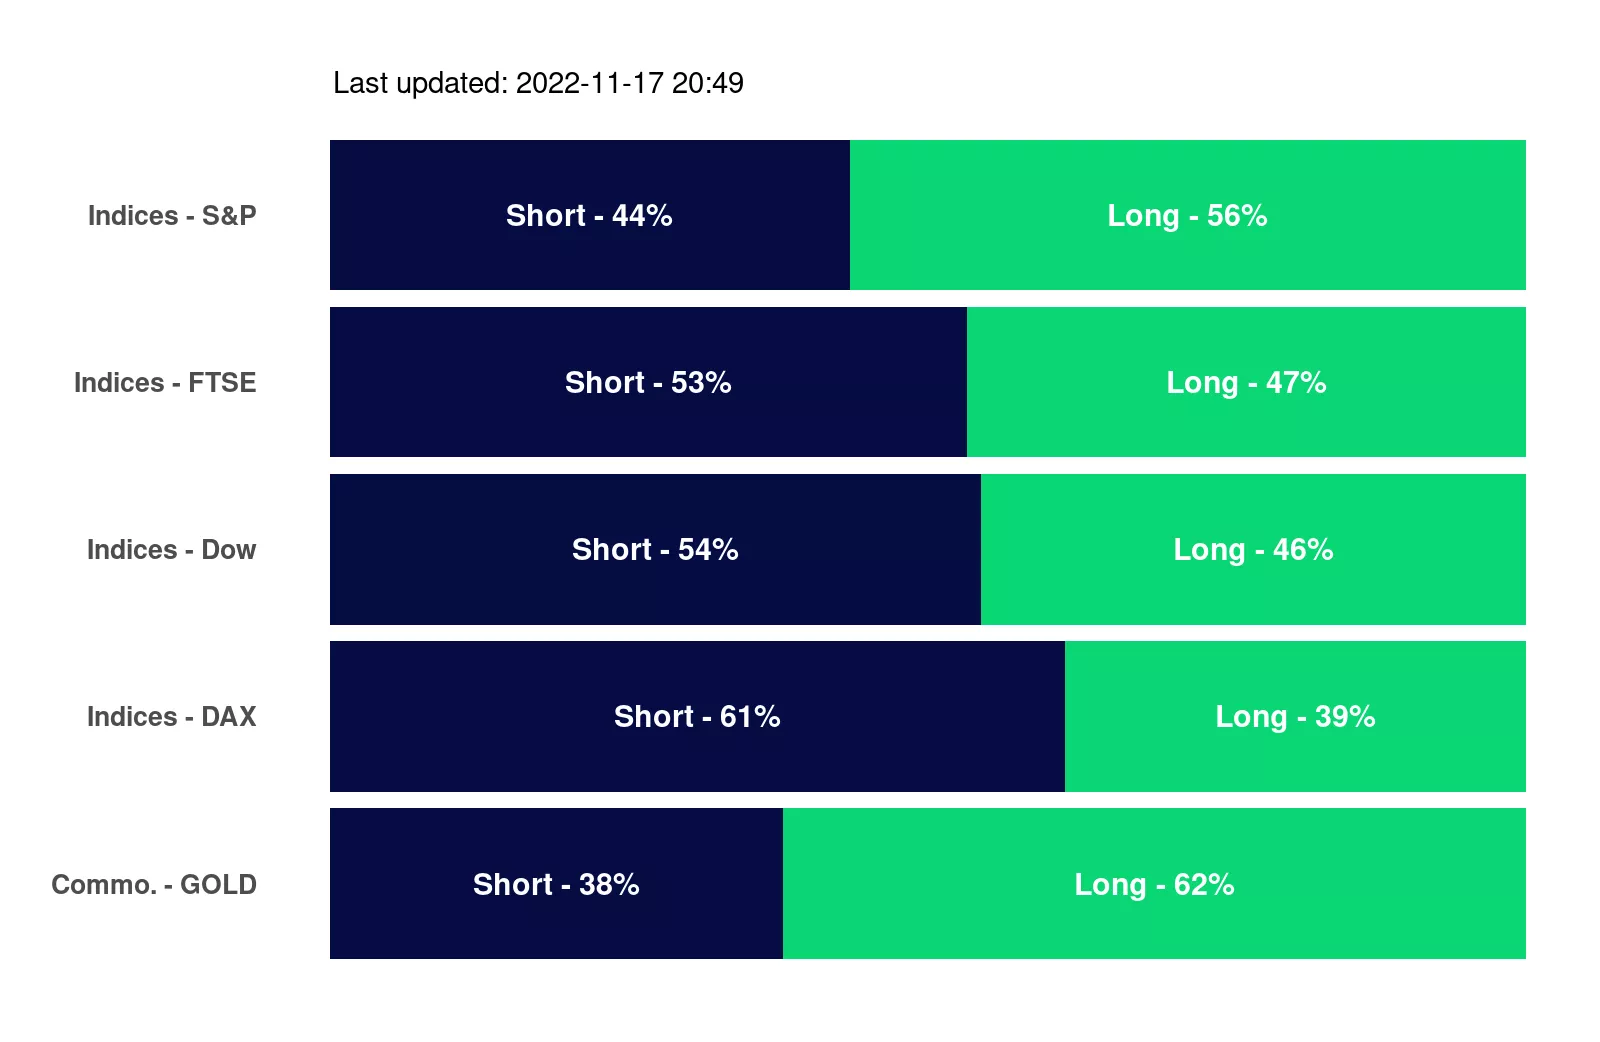 Last updated: 2022-11-17 20:49
Indices - S&P Short - 44% Long - 56%
Indices - FTSE Short - 53% Long - 47%
Indices - Dow Short - 54% Long - 46%
Indices - DAX Short - 61% Long - 39%
Commo. - GOLD Short - 38% Long - 62%